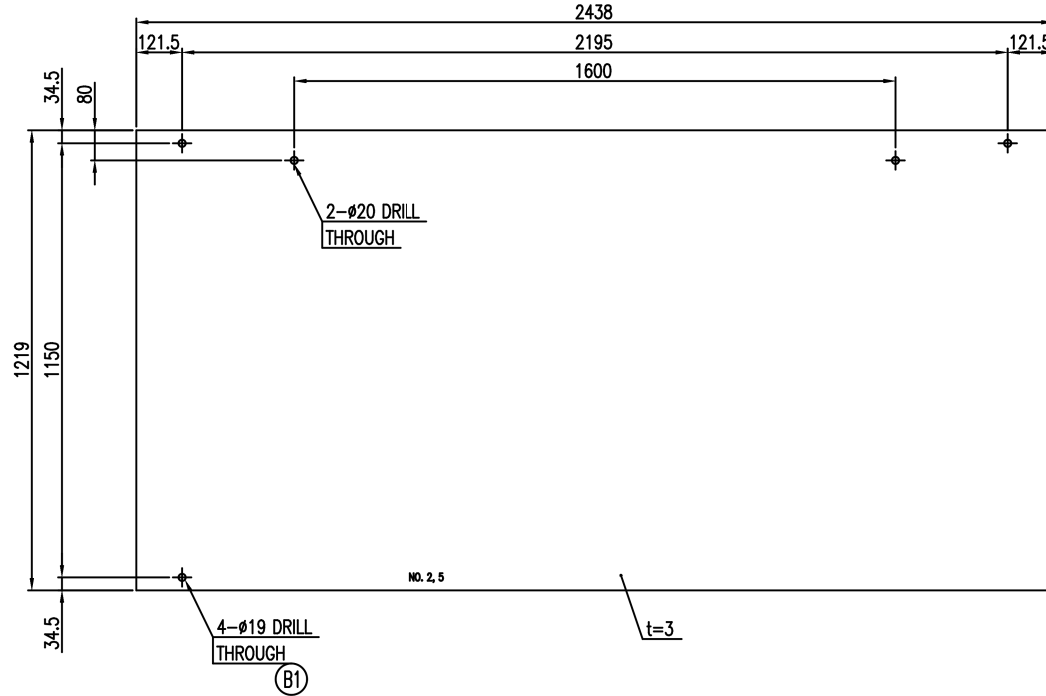 2438
121.5
2195
121.5
1600
34.5
80
2-ø20 DRILL
THROUGH
1219
1150
NO. 2, 5
34.5
4-ø19 DRILL
THROUGH
t=3
B1